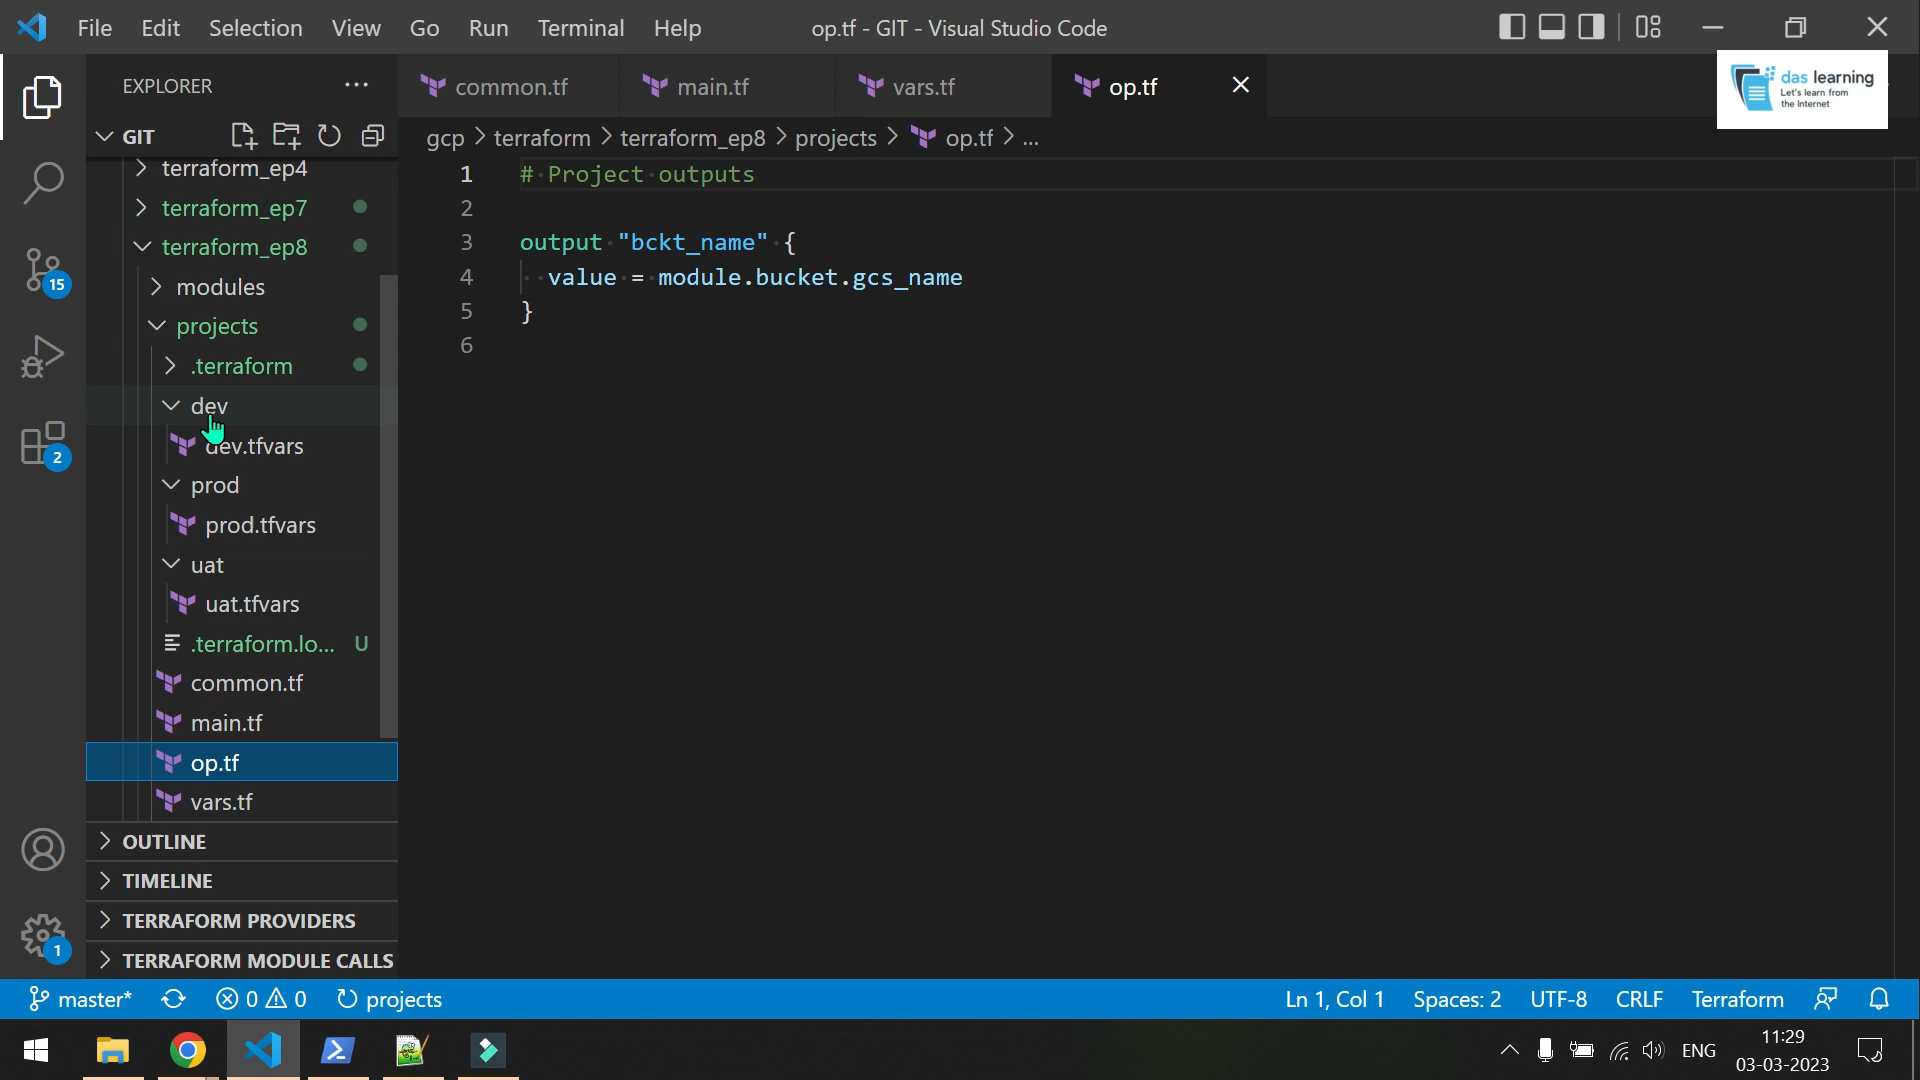 File Edit Selection View Go Run Terminal Help op.tf - GIT - Visual Studio Code
das learning
Let's learn from
the Internet
EXPLORER
common.tf main.tf vars.tf op.tf
GIT
gcp > terraform > terraform_ep8 > projects > op.tf > ...
terraform_ep4
terraform_ep7
terraform_ep8
modules
projects
.terraform
dev
dev.tfvars
prod
prod.tfvars
uat
uat.tfvars
.terraform.lo... U
common.tf
main.tf
op.tf
vars.tf
OUTLINE
TIMELINE
TERRAFORM PROVIDERS
TERRAFORM MODULE CALLS
15
2
1
1 # Project outputs
2
3 output "bckt_name" {
4 value = module.bucket.gcs_name
5 }
6
master* 0 0 projects Ln 1, Col 1 Spaces: 2 UTF-8 CRLF Terraform
ENG
11:29
03-03-2023